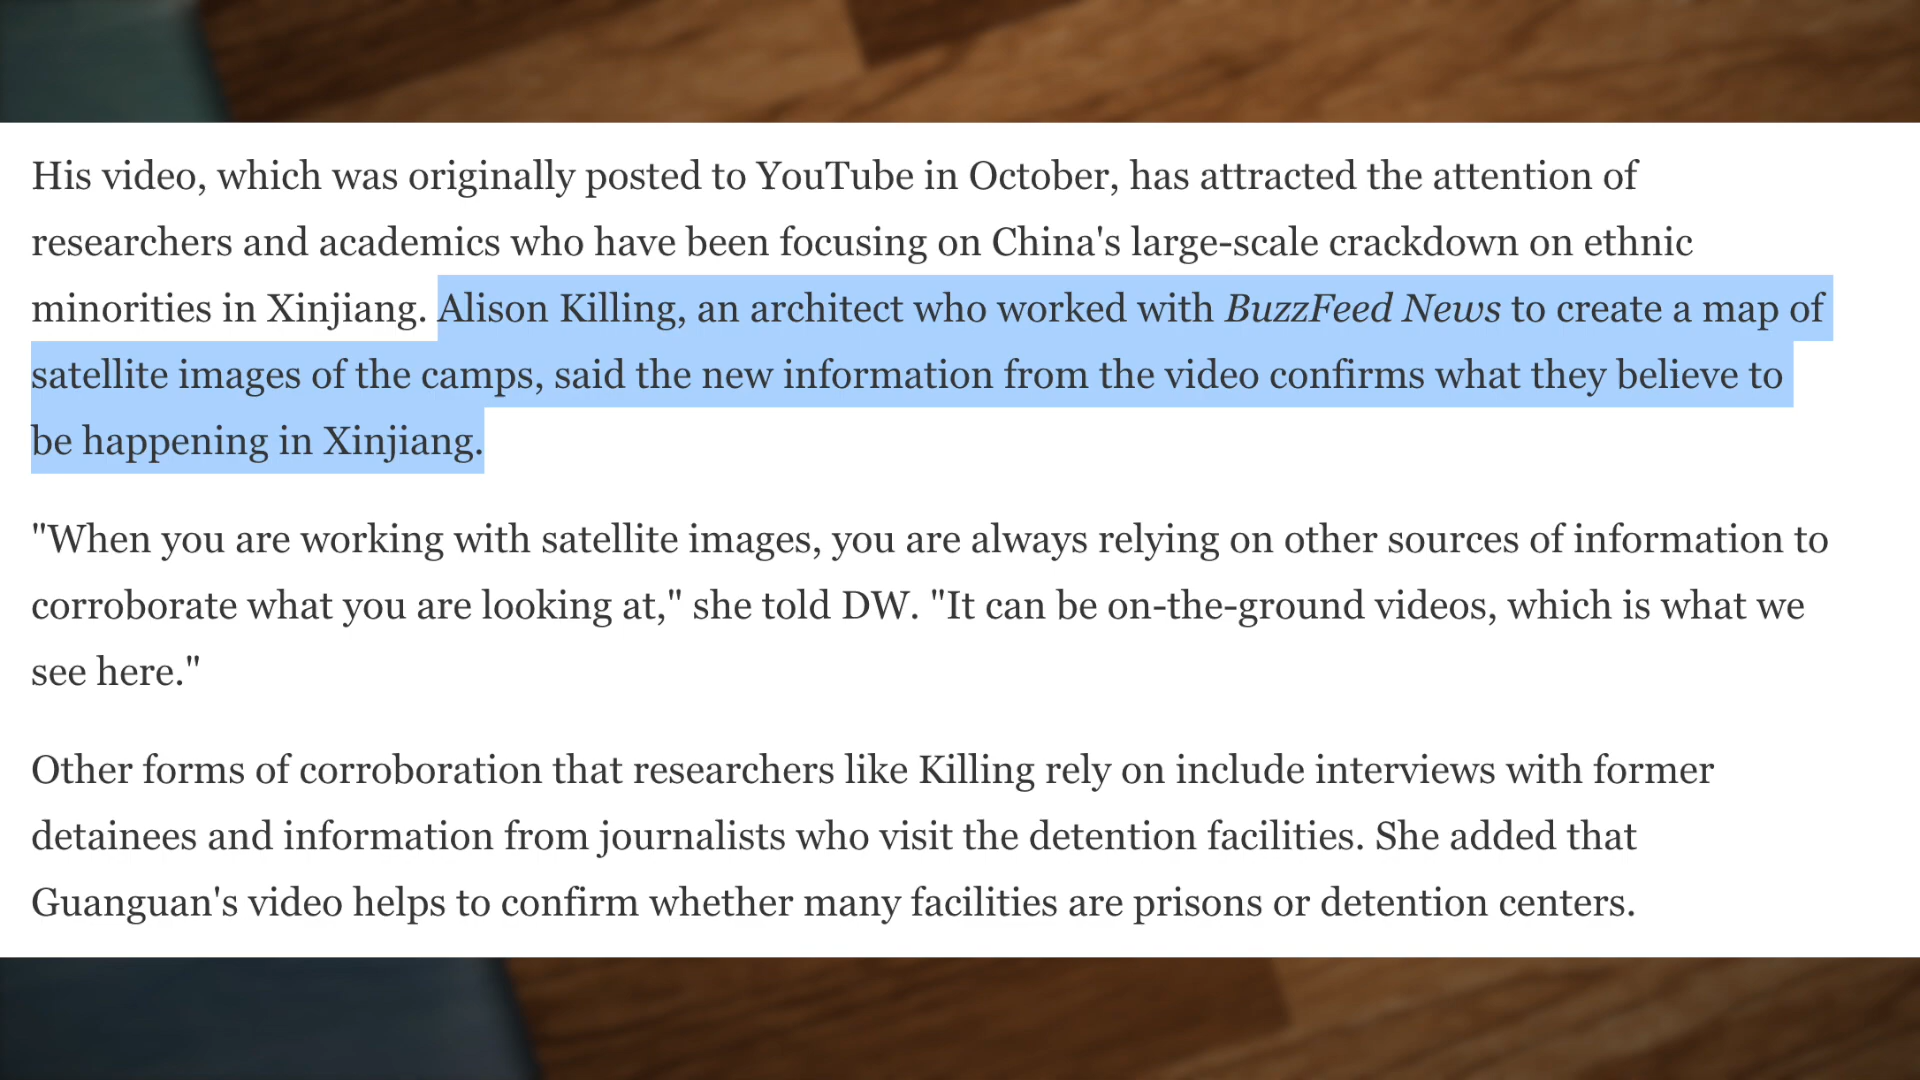 His video, which was originally posted to YouTube in October, has attracted the attention of
researchers and academics who have been focusing on China's large-scale crackdown on ethnic
minorities in Xinjiang. Alison Killing, an architect who worked with BuzzFeed News to create a map of
satellite images of the camps, said the new information from the video confirms what they believe to
be happening in Xinjiang.
"When you are working with satellite images, you are always relying on other sources of information to
corroborate what you are looking at," she told DW. "It can be on-the-ground videos, which is what we
see here."
Other forms of corroboration that researchers like Killing rely on include interviews with former
detainees and information from journalists who visit the detention facilities. She added that
Guanguan's video helps to confirm whether many facilities are prisons or detention centers.